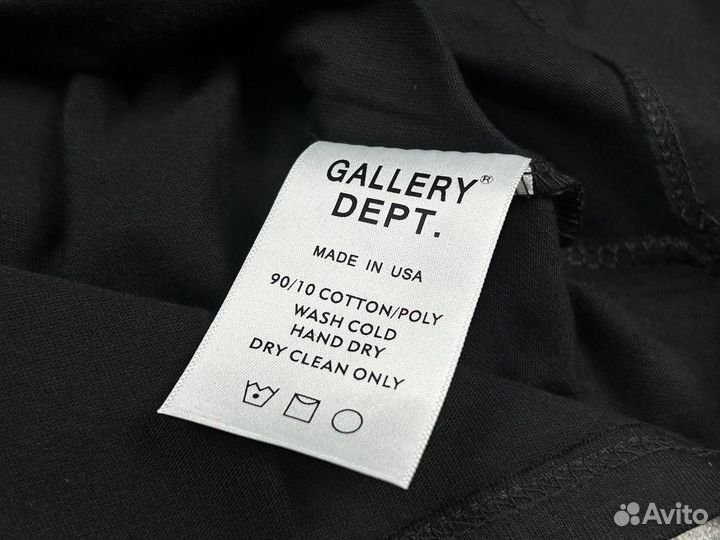 GALLERY®
DEPT.
MADE IN USA
90/10 COTTON/POLY
WASH COLD
HAND DRY
DRY CLEAN ONLY
Avito